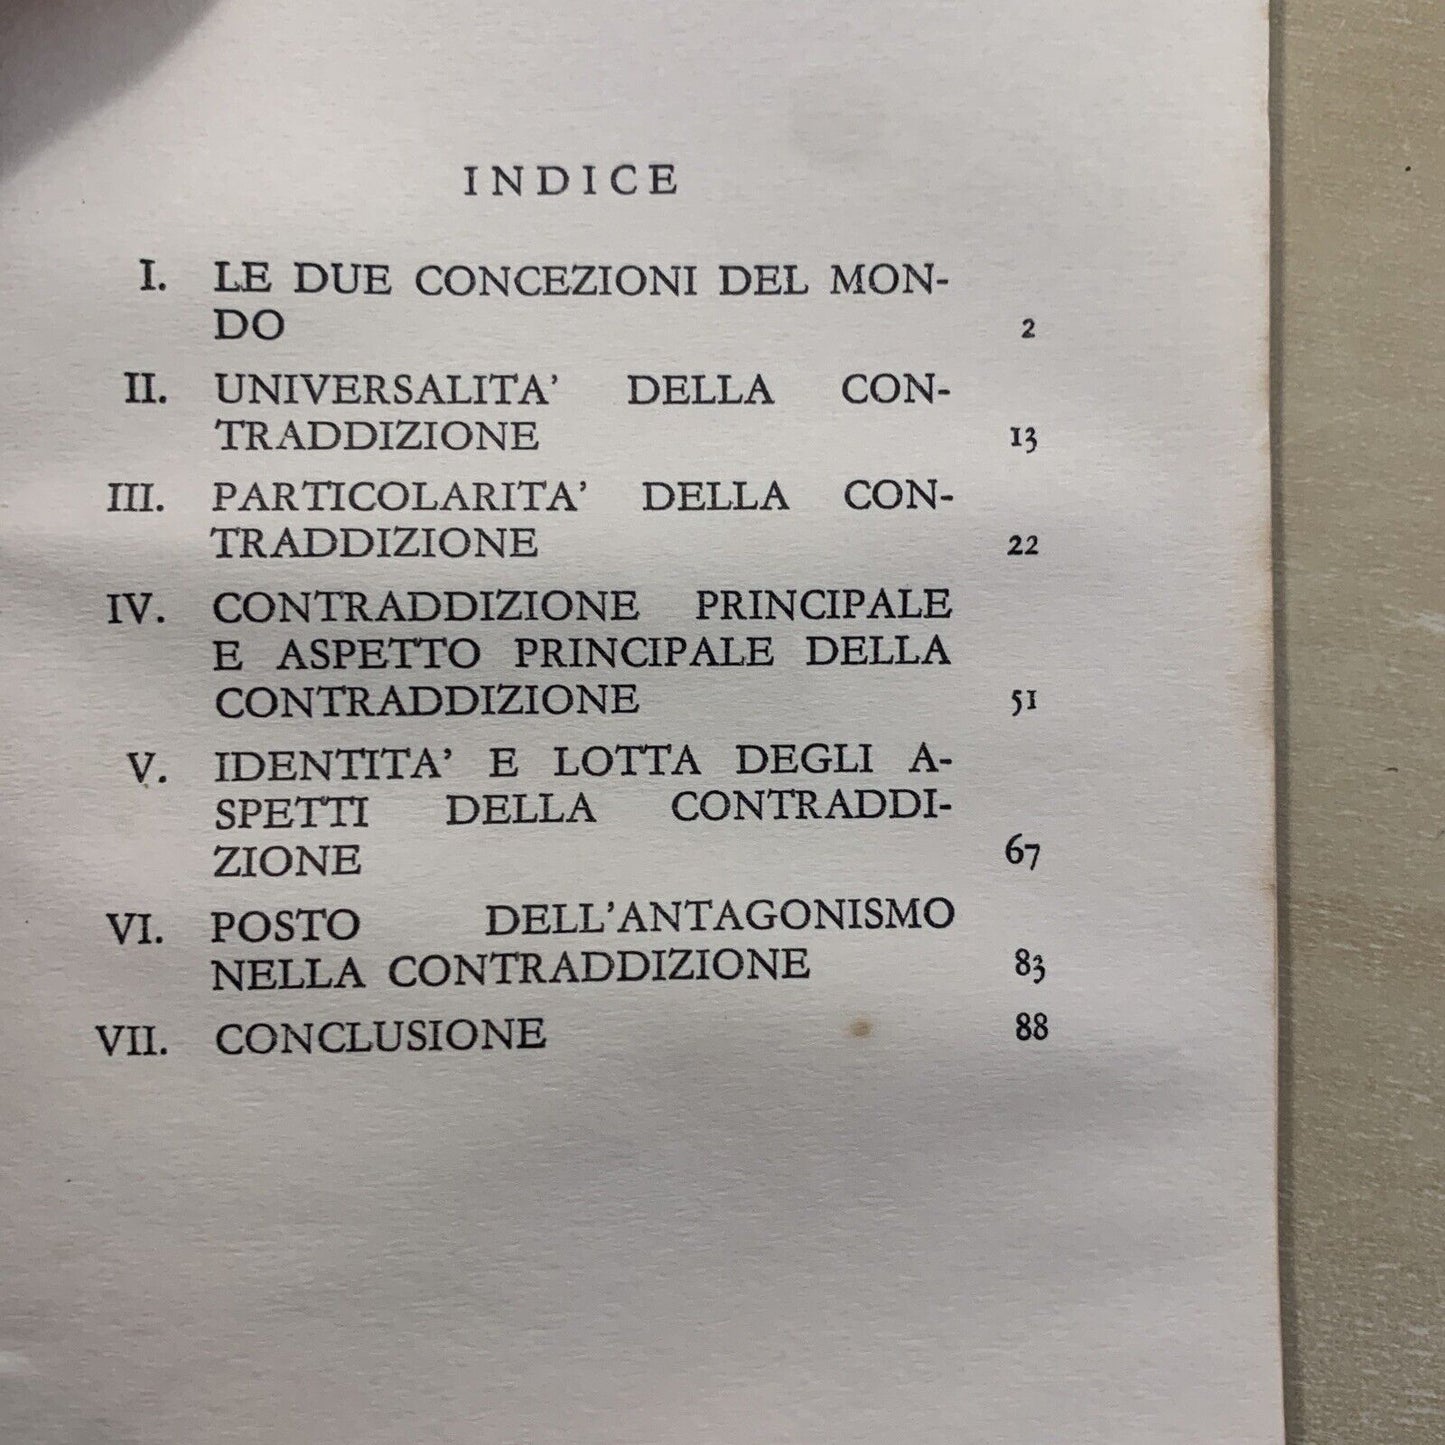 INDICE
I. LE DUE CONCEZIONI DEL MON-
DO 2
II. UNIVERSALITA' DELLA CON-
TRADDIZIONE 13
III. PARTICOLARITA' DELLA CON-
TRADDIZIONE 22
IV. CONTRADDIZIONE PRINCIPALE
E ASPETTO PRINCIPALE DELLA
CONTRADDIZIONE 51
V. IDENTITA' E LOTTA DEGLI A-
SPETTI DELLA CONTRADDI-
ZIONE 67
VI. POSTO DELL'ANTAGONISMO
NELLA CONTRADDIZIONE 83
VII. CONCLUSIONE 88